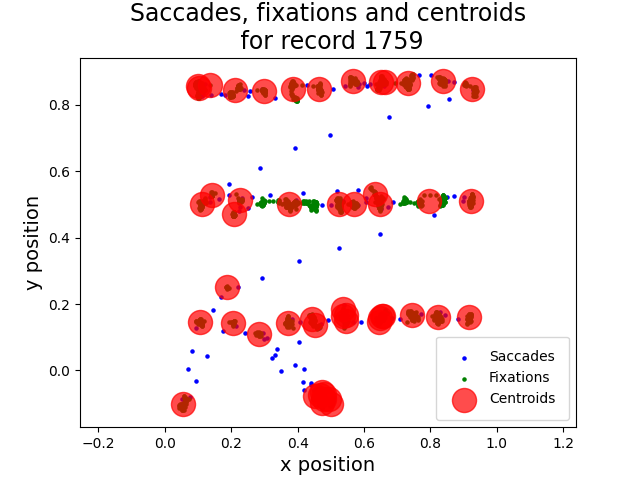 Saccades, fixations and centroids
for record 1759
y position
0.8
0.6
0.4
0.2
0.0
−0.2
0.0
0.2
0.4
0.6
0.8
1.0
1.2
x position
Saccades
Fixations
Centroids